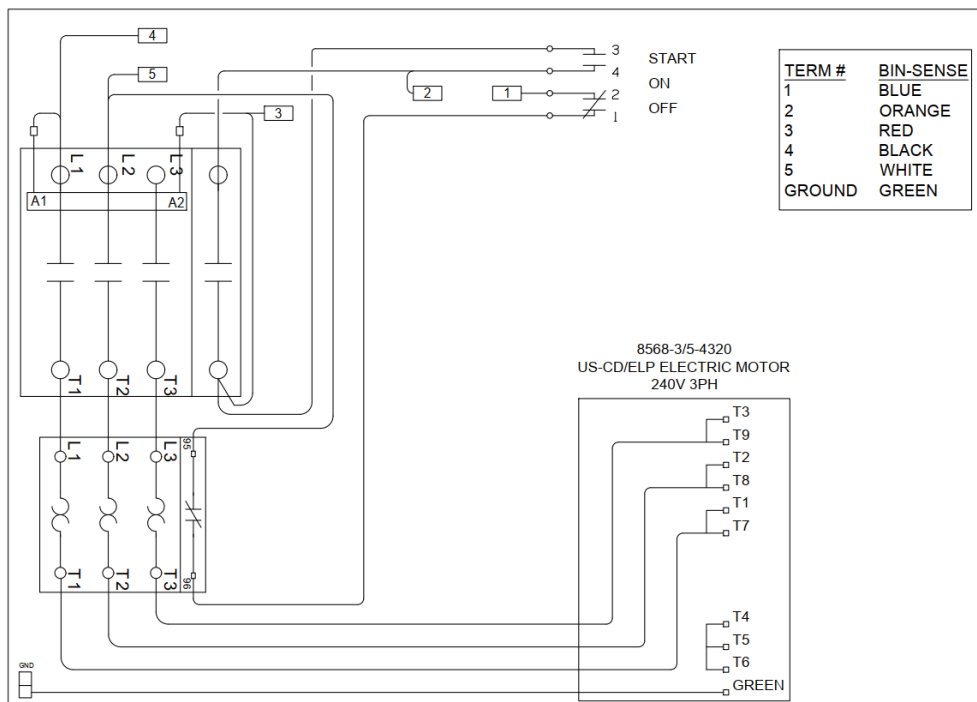 4
5
3
2
1
3
4
2
1
START
ON
OFF
TERM # BIN-SENSE
1 BLUE
2 ORANGE
3 RED
4 BLACK
5 WHITE
GROUND GREEN
L1 L2 L3
A1 A2
T1 T2 T3
L1 L2 L3 95
T1 T2 T3 96
GND
8568-3/5-4320
US-CD/ELP ELECTRIC MOTOR
240V 3PH
T3
T9
T2
T8
T1
T7
T4
T5
T6
GREEN